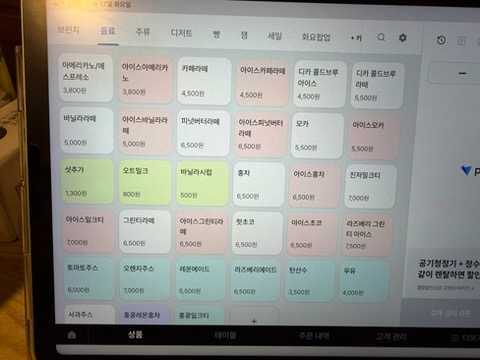 화요일
브런치 음료 주류 디저트 빵 잼 세일 화요팝업 + 카
아메리카노/에스프레소
3,800원
아이스아메리카노
3,800원
카페라떼
4,500원
아이스카페라떼
4,500원
디카 콜드브루 아이스
4,500원
디카 콜드브루 라떼
5,500원
바닐라라떼
5,000원
아이스바닐라라떼
5,000원
피넛버터라떼
6,500원
아이스피넛버터라떼
6,500원
모카
5,500원
아이스모카
5,500원
샷추가
1,300원
오트밀크
800원
바닐라시럽
500원
홍차
6,500원
아이스홍차
6,500원
진저밀크티
7,000원
아이스밀크티
7,000원
그린티라떼
6,500원
아이스그린티라떼
6,500원
핫초코
6,500원
아이스초코
6,500원
라즈베리 그린티 아이스
7,500원
토마토주스
6,000원
오렌지주스
7,000원
레몬에이드
5,500원
라즈베리에이드
6,500원
탄산수
3,500원
우유
4,000원
사과주스
홍콩레몬홍차
홍콩밀크티
+
공기청정기 + 정수
같이 렌탈하면 할인
상품 테이블 주문 내역 고객 관리